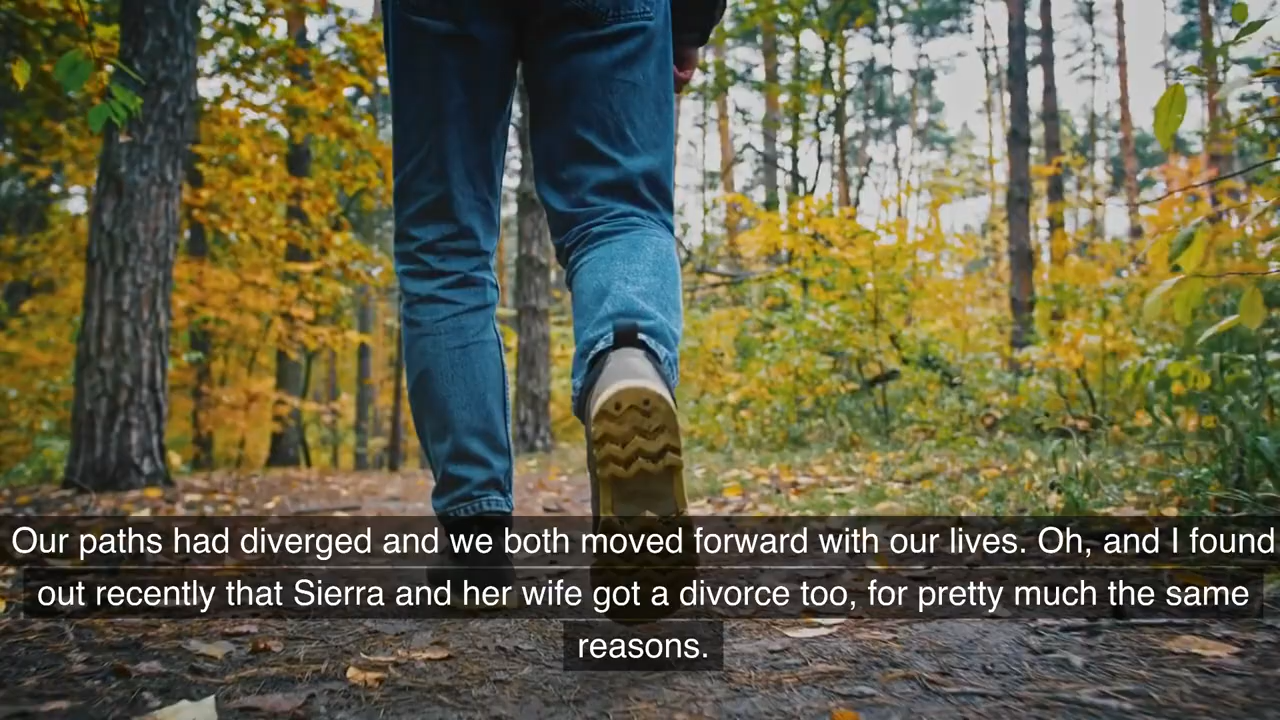 Our paths had diverged and we both moved forward with our lives. Oh, and I found
out recently that Sierra and her wife got a divorce too, for pretty much the same
reasons.